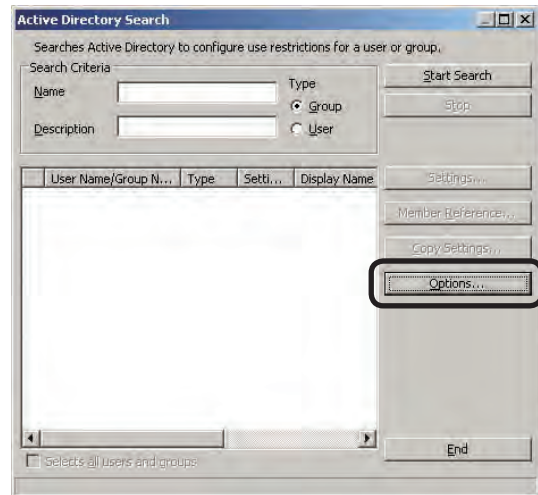 Active Directory Search
Searches Active Directory to configure use restrictions for a user or group.
Search Criteria
Name
Description
Type
Group
User
Start Search
Stop
User Name/Group N... Type Setti... Display Name
Settings...
Member Reference...
Copy Settings...
Options...
Selects all users and groups
End